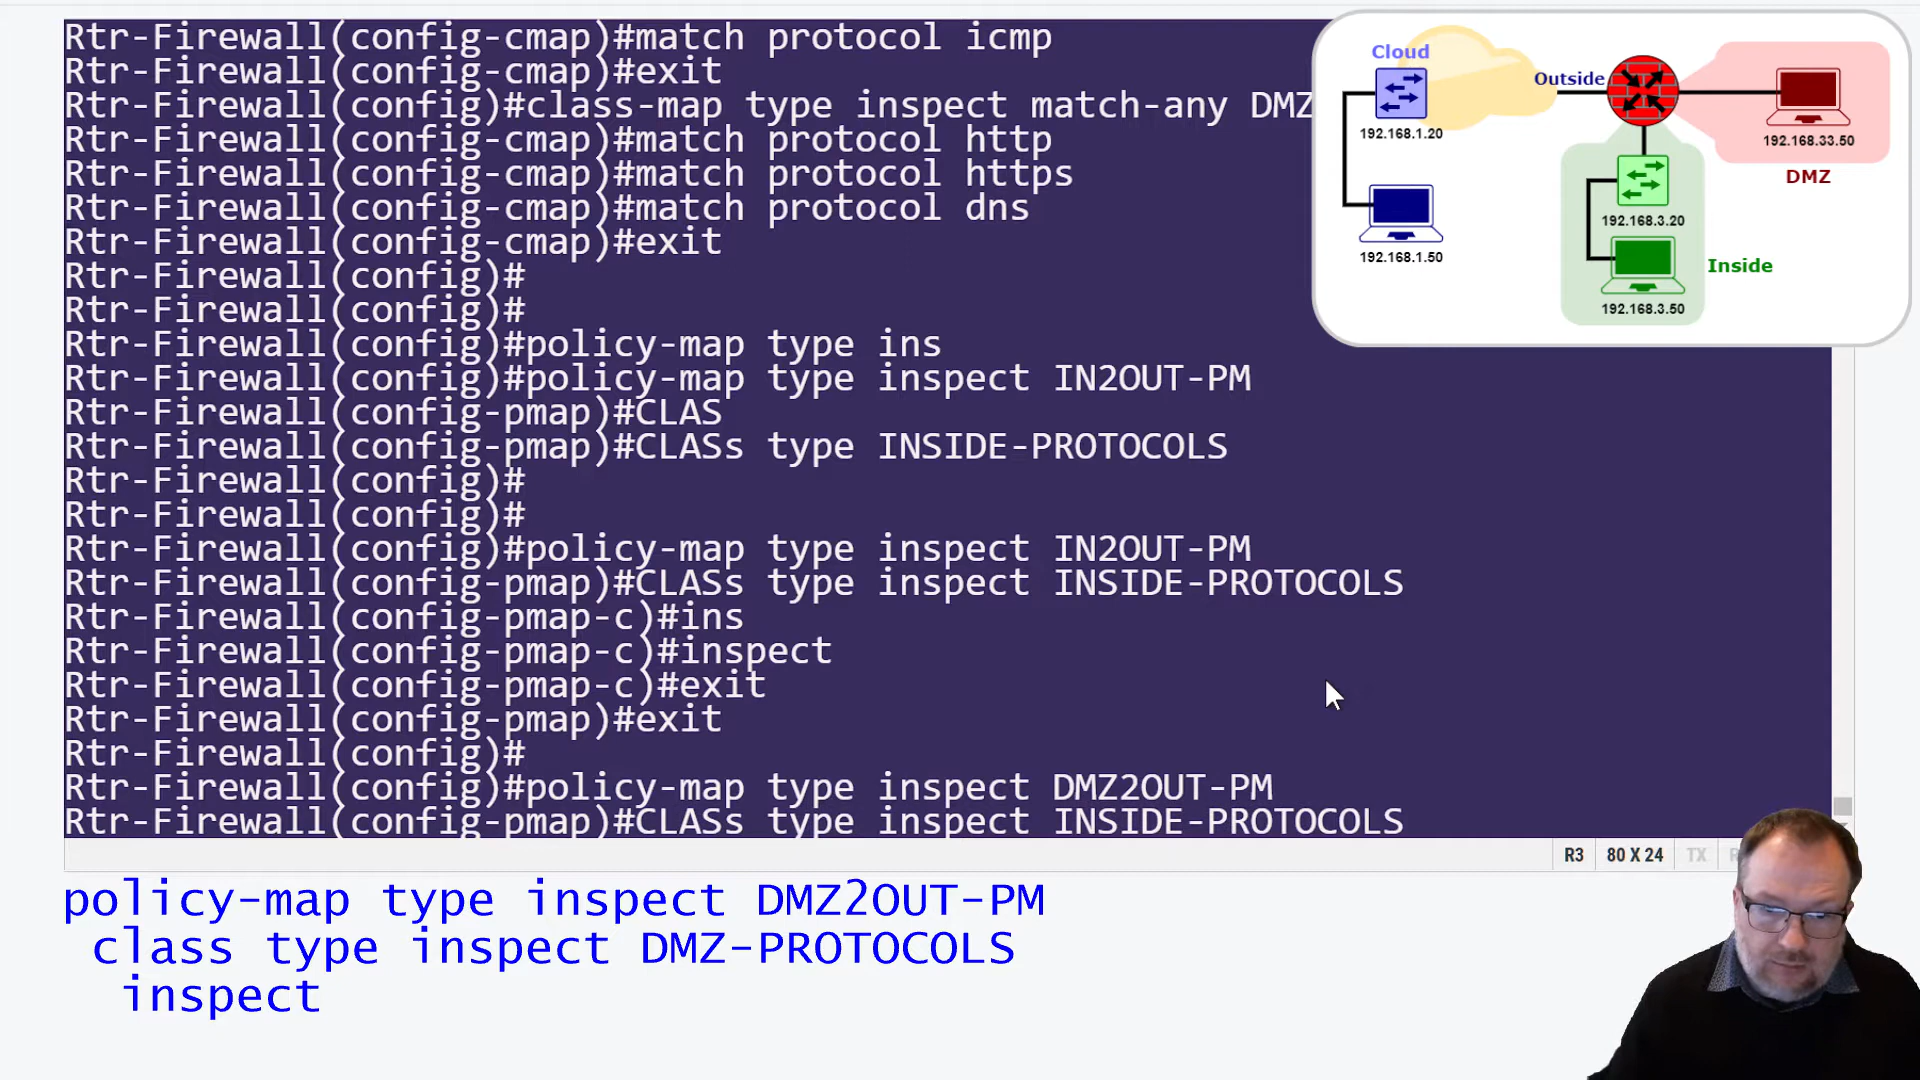 Rtr-Firewall(config-cmap)#match protocol icmp
Rtr-Firewall(config-cmap)#exit
Rtr-Firewall(config)#class-map type inspect match-any DMZ
Rtr-Firewall(config-cmap)#match protocol http
Rtr-Firewall(config-cmap)#match protocol https
Rtr-Firewall(config-cmap)#match protocol dns
Rtr-Firewall(config-cmap)#exit
Rtr-Firewall(config)#
Rtr-Firewall(config)#
Rtr-Firewall(config)#policy-map type ins
Rtr-Firewall(config)#policy-map type inspect IN2OUT-PM
Rtr-Firewall(config-pmap)#CLAS
Rtr-Firewall(config-pmap)#CLASs type INSIDE-PROTOCOLS
Rtr-Firewall(config)#
Rtr-Firewall(config)#
Rtr-Firewall(config)#policy-map type inspect IN2OUT-PM
Rtr-Firewall(config-pmap)#CLASs type inspect INSIDE-PROTOCOLS
Rtr-Firewall(config-pmap-c)#ins
Rtr-Firewall(config-pmap-c)#inspect
Rtr-Firewall(config-pmap-c)#exit
Rtr-Firewall(config-pmap)#exit
Rtr-Firewall(config)#
Rtr-Firewall(config)#policy-map type inspect DMZ2OUT-PM
Rtr-Firewall(config-pmap)#CLASs type inspect INSIDE-PROTOCOLS
Cloud
192.168.1.20
192.168.1.50
Outside
192.168.33.50
DMZ
192.168.3.20
Inside
192.168.3.50
R3
80 X 24
TX
policy-map type inspect DMZ2OUT-PM
class type inspect DMZ-PROTOCOLS
inspect